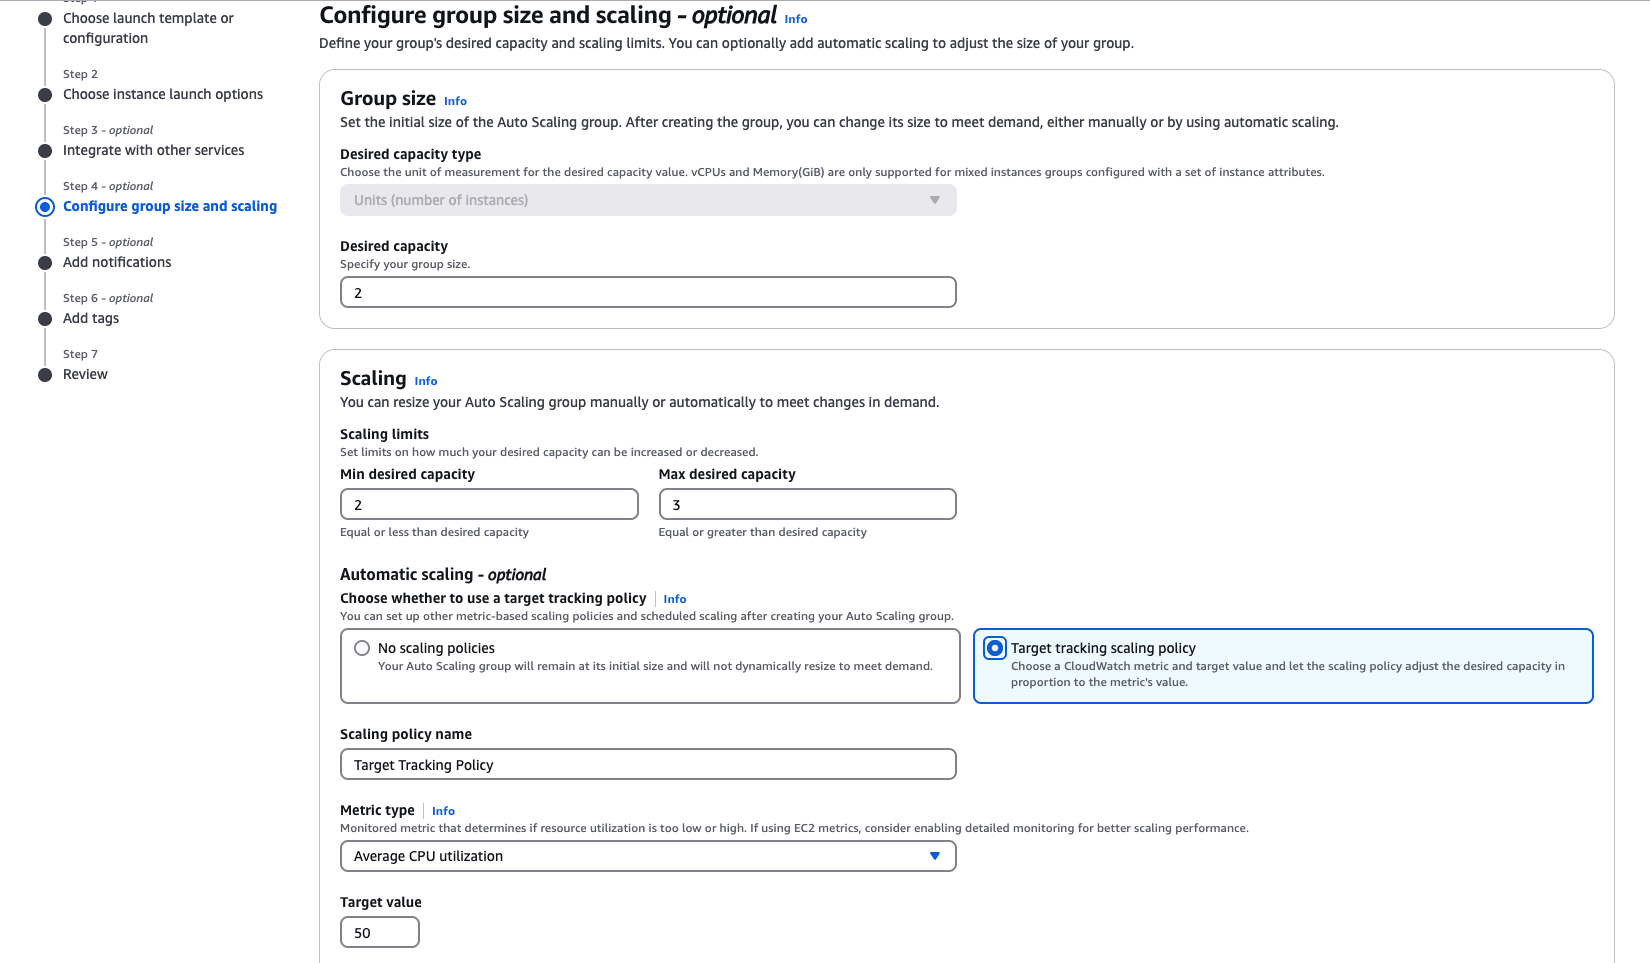 Choose launch template or
configuration
Step 2
Choose instance launch options
Step 3 - optional
Integrate with other services
Step 4 - optional
Configure group size and scaling
Step 5 - optional
Add notifications
Step 6 - optional
Add tags
Step 7
Review
Configure group size and scaling - optional Info
Define your group's desired capacity and scaling limits. You can optionally add automatic scaling to adjust the size of your group.
Group size Info
Set the initial size of the Auto Scaling group. After creating the group, you can change its size to meet demand, either manually or by using automatic scaling.
Desired capacity type
Choose the unit of measurement for the desired capacity value. vCPUs and Memory(GiB) are only supported for mixed instances groups configured with a set of instance attributes.
Units (number of instances)
Desired capacity
Specify your group size.
2
Scaling Info
You can resize your Auto Scaling group manually or automatically to meet changes in demand.
Scaling limits
Set limits on how much your desired capacity can be increased or decreased.
Min desired capacity
2
Equal or less than desired capacity
Max desired capacity
3
Equal or greater than desired capacity
Automatic scaling - optional
Choose whether to use a target tracking policy Info
You can set up other metric-based scaling policies and scheduled scaling after creating your Auto Scaling group.
No scaling policies
Your Auto Scaling group will remain at its initial size and will not dynamically resize to meet demand.
Target tracking scaling policy
Choose a CloudWatch metric and target value and let the scaling policy adjust the desired capacity in
proportion to the metric's value.
Scaling policy name
Target Tracking Policy
Metric type Info
Monitored metric that determines if resource utilization is too low or high. If using EC2 metrics, consider enabling detailed monitoring for better scaling performance.
Average CPU utilization
Target value
50